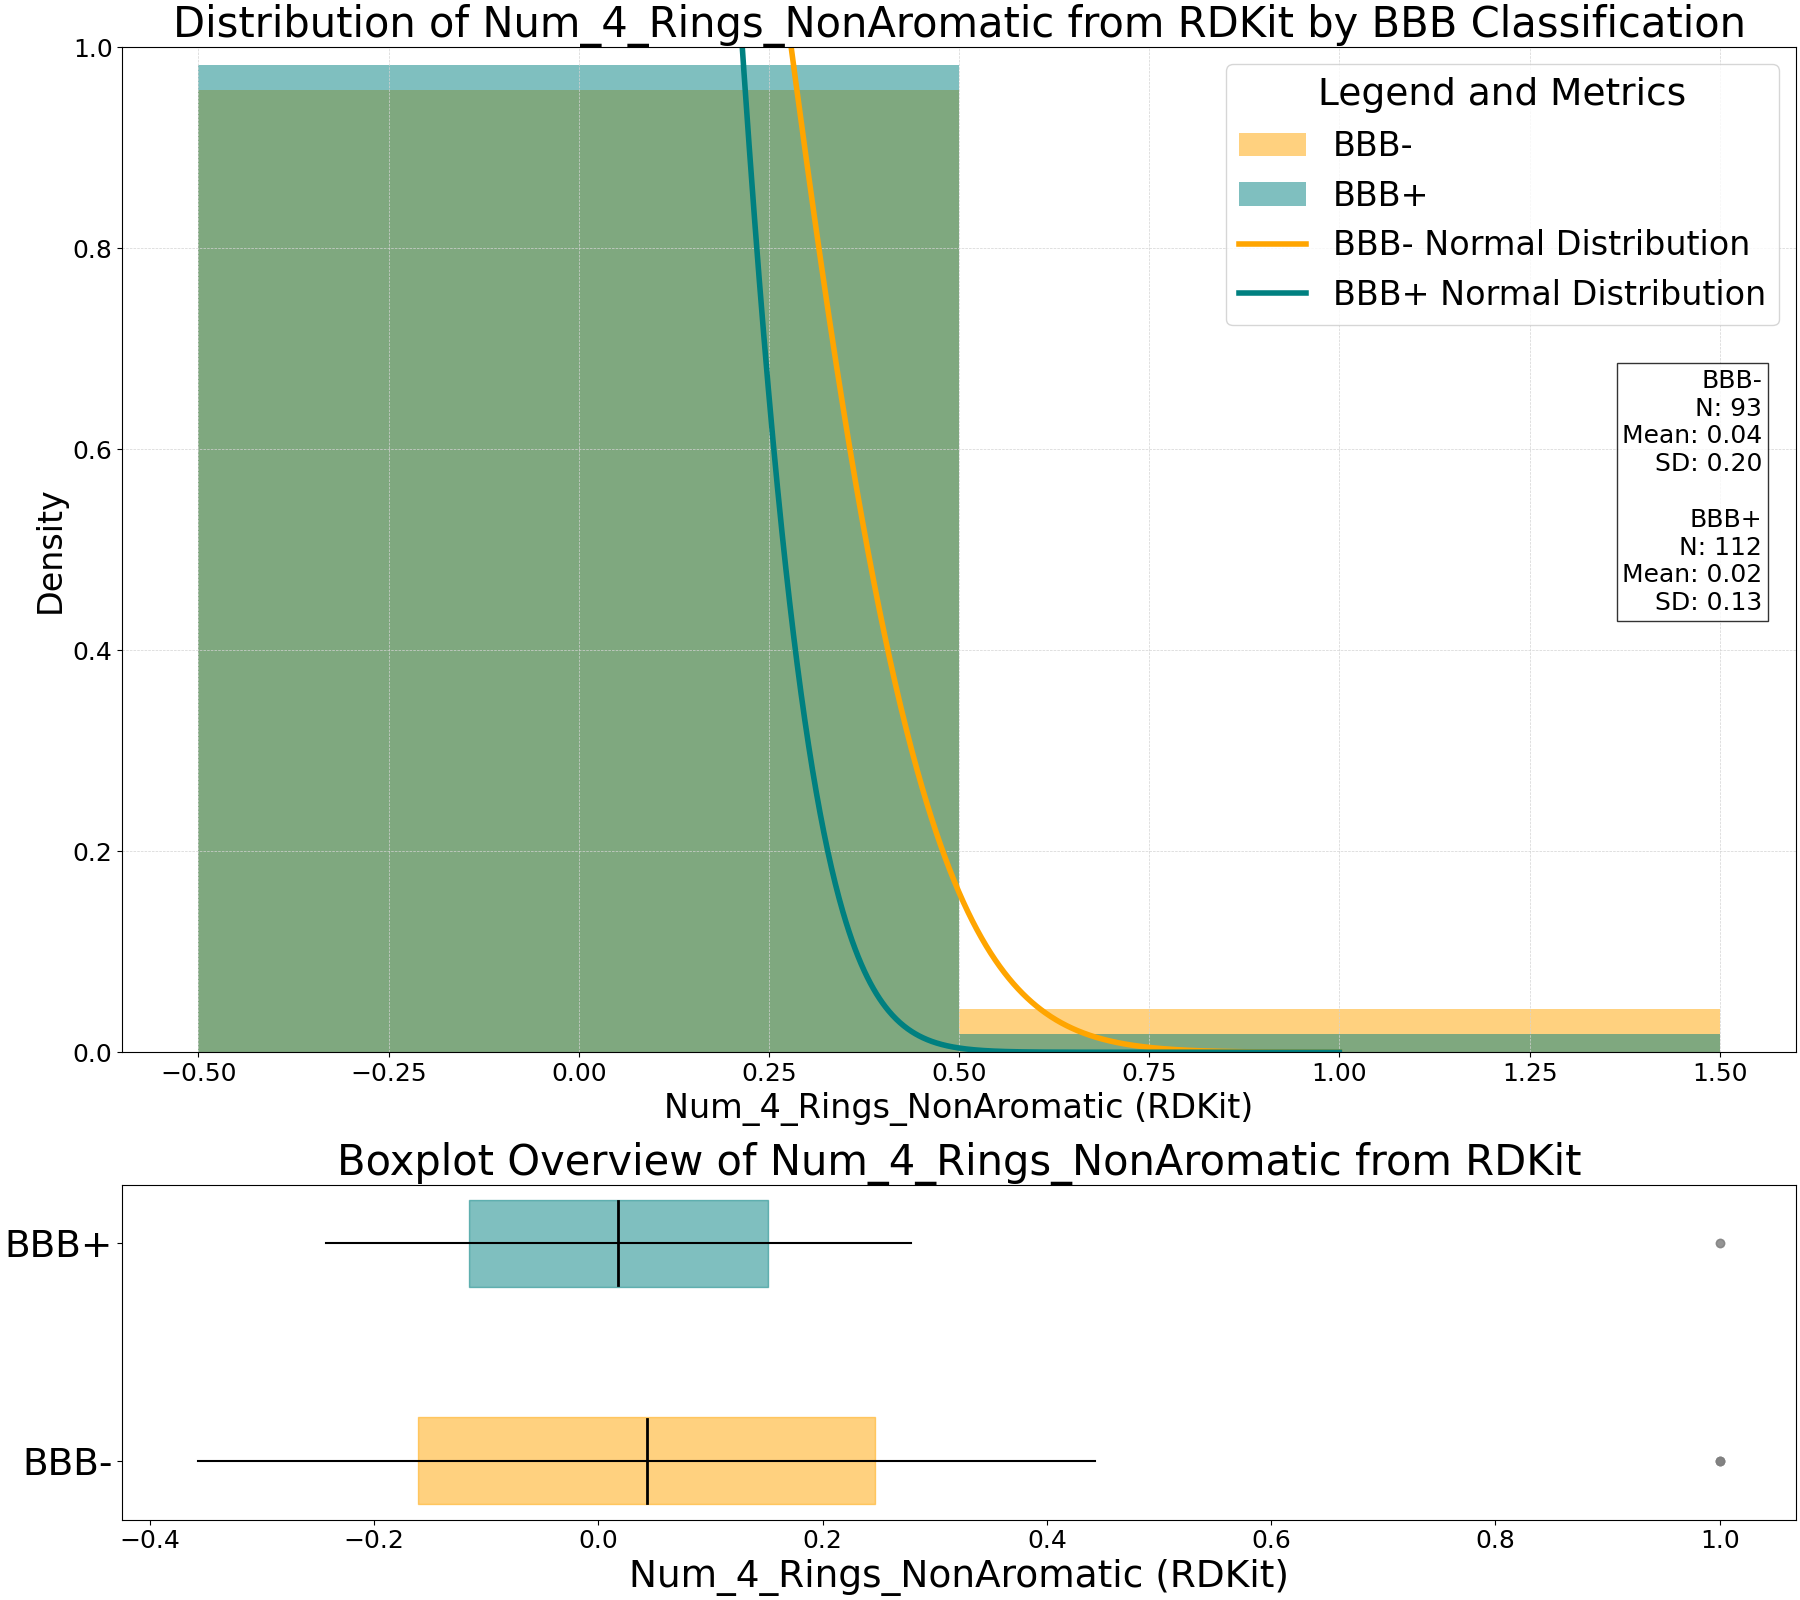 Distribution of Num_4_Rings_NonAromatic from RDKit by BBB Classification
1.0
0.8
0.6
0.4
0.2
0.0
Density
Legend and Metrics
BBB-
BBB+
BBB- Normal Distribution
BBB+ Normal Distribution
BBB-
N: 93
Mean: 0.04
SD: 0.20
BBB+
N: 112
Mean: 0.02
SD: 0.13
−0.50 −0.25 0.00 0.25 0.50 0.75 1.00 1.25 1.50
Num_4_Rings_NonAromatic (RDKit)
Boxplot Overview of Num_4_Rings_NonAromatic from RDKit
BBB+
BBB-
−0.4 −0.2 0.0 0.2 0.4 0.6 0.8 1.0
Num_4_Rings_NonAromatic (RDKit)